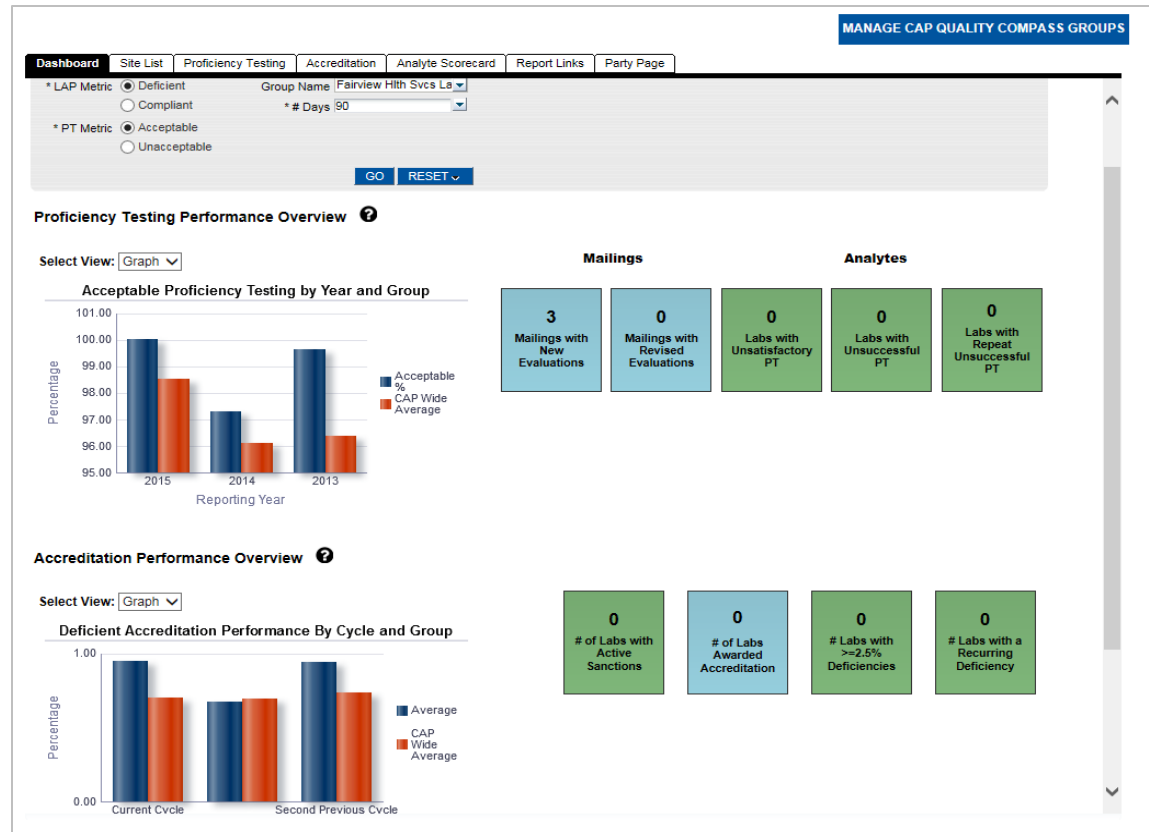 MANAGE CAP QUALITY COMPASS GROUPS
Dashboard Site List Proficiency Testing Accreditation Analyte Scorecard Report Links Party Page
* LAP Metric Deficient Group Name Fairview Hlth Svcs La
Compliant * # Days 90
* PT Metric Acceptable
Unacceptable
GO RESET
Proficiency Testing Performance Overview ?
Select View: Graph
Mailings Analytes
Acceptable Proficiency Testing by Year and Group
101.00
100.00
99.00
98.00
97.00
96.00
95.00
Percentage
2015 2014 2013
Reporting Year
Acceptable
%
CAP Wide
Average
3
Mailings with
New
Evaluations
0
Mailings with
Revised
Evaluations
0
Labs with
Unsatisfactory
PT
0
Labs with
Unsuccessful
PT
0
Labs with
Repeat
Unsuccessful
PT
Accreditation Performance Overview ?
Select View: Graph
Deficient Accreditation Performance By Cycle and Group
1.00
0.00
Percentage
Current Cycle Second Previous Cycle
Average
CAP
Wide
Average
0
# of Labs with
Active
Sanctions
0
# of Labs
Awarded
Accreditation
0
# Labs with
>=2.5%
Deficiencies
0
# Labs with a
Recurring
Deficiency